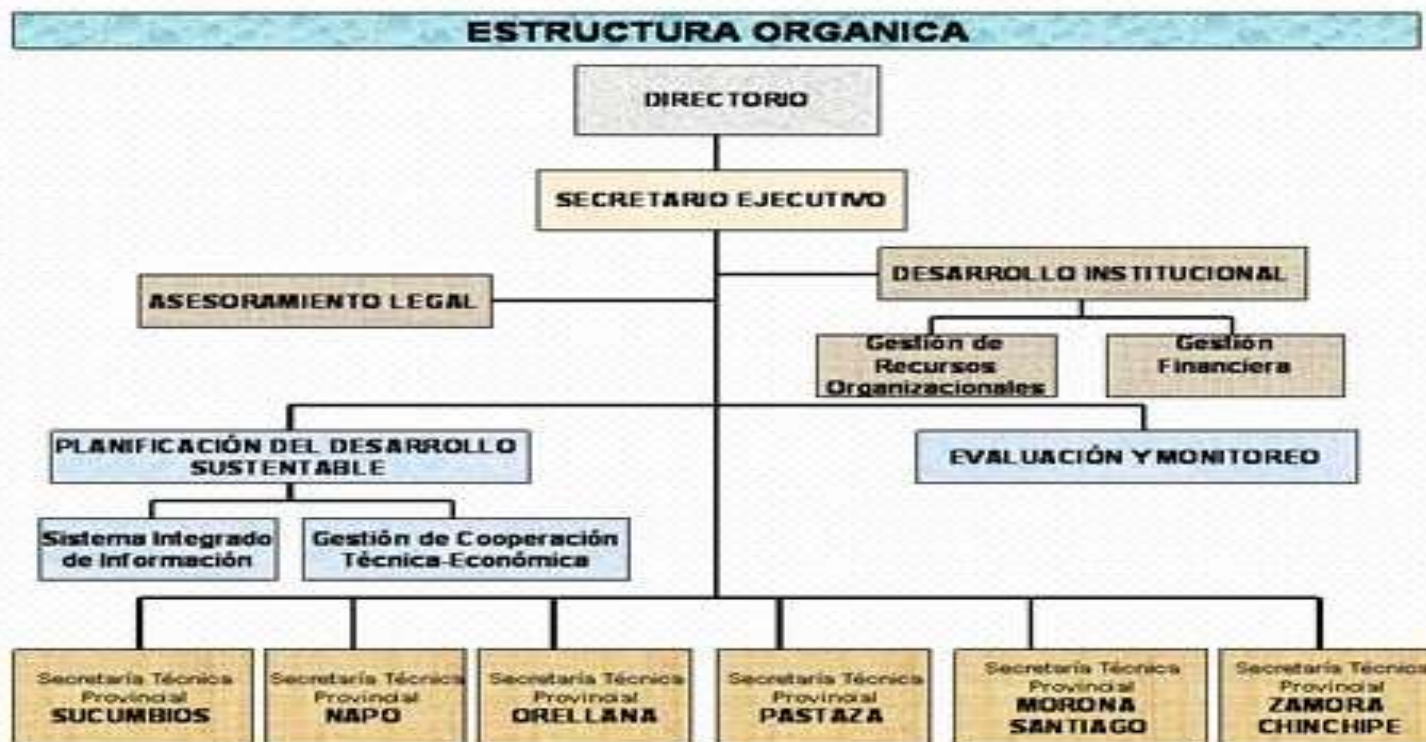 ESTRUCTURA ORGANICA
DIRECTORIO
SECRETARIO EJECUTIVO
DESARROLLO INSTITUCIONAL
ASESORAMIENTO LEGAL
Gestión de
Recursos
Organizacionales
Gestión
Financiera
PLANIFICACIÓN DEL DESARROLLO
SUSTENTABLE
EVALUACIÓN Y MONITOREO
Sistema Integrado
de Información
Gestión de Cooperación
Técnica-Económica
Secretaría Técnica
Provincial
SUCUMBIOS
Secretaría Técnica
Provincial
NAPO
Secretaría Técnica
Provincial
ORELLANA
Secretaría Técnica
Provincial
PASTAZA
Secretaría Técnica
Provincial
MORONA
SANTIAGO
Secretaría Técnica
Provincial
ZAMORA
CHINCHIPE